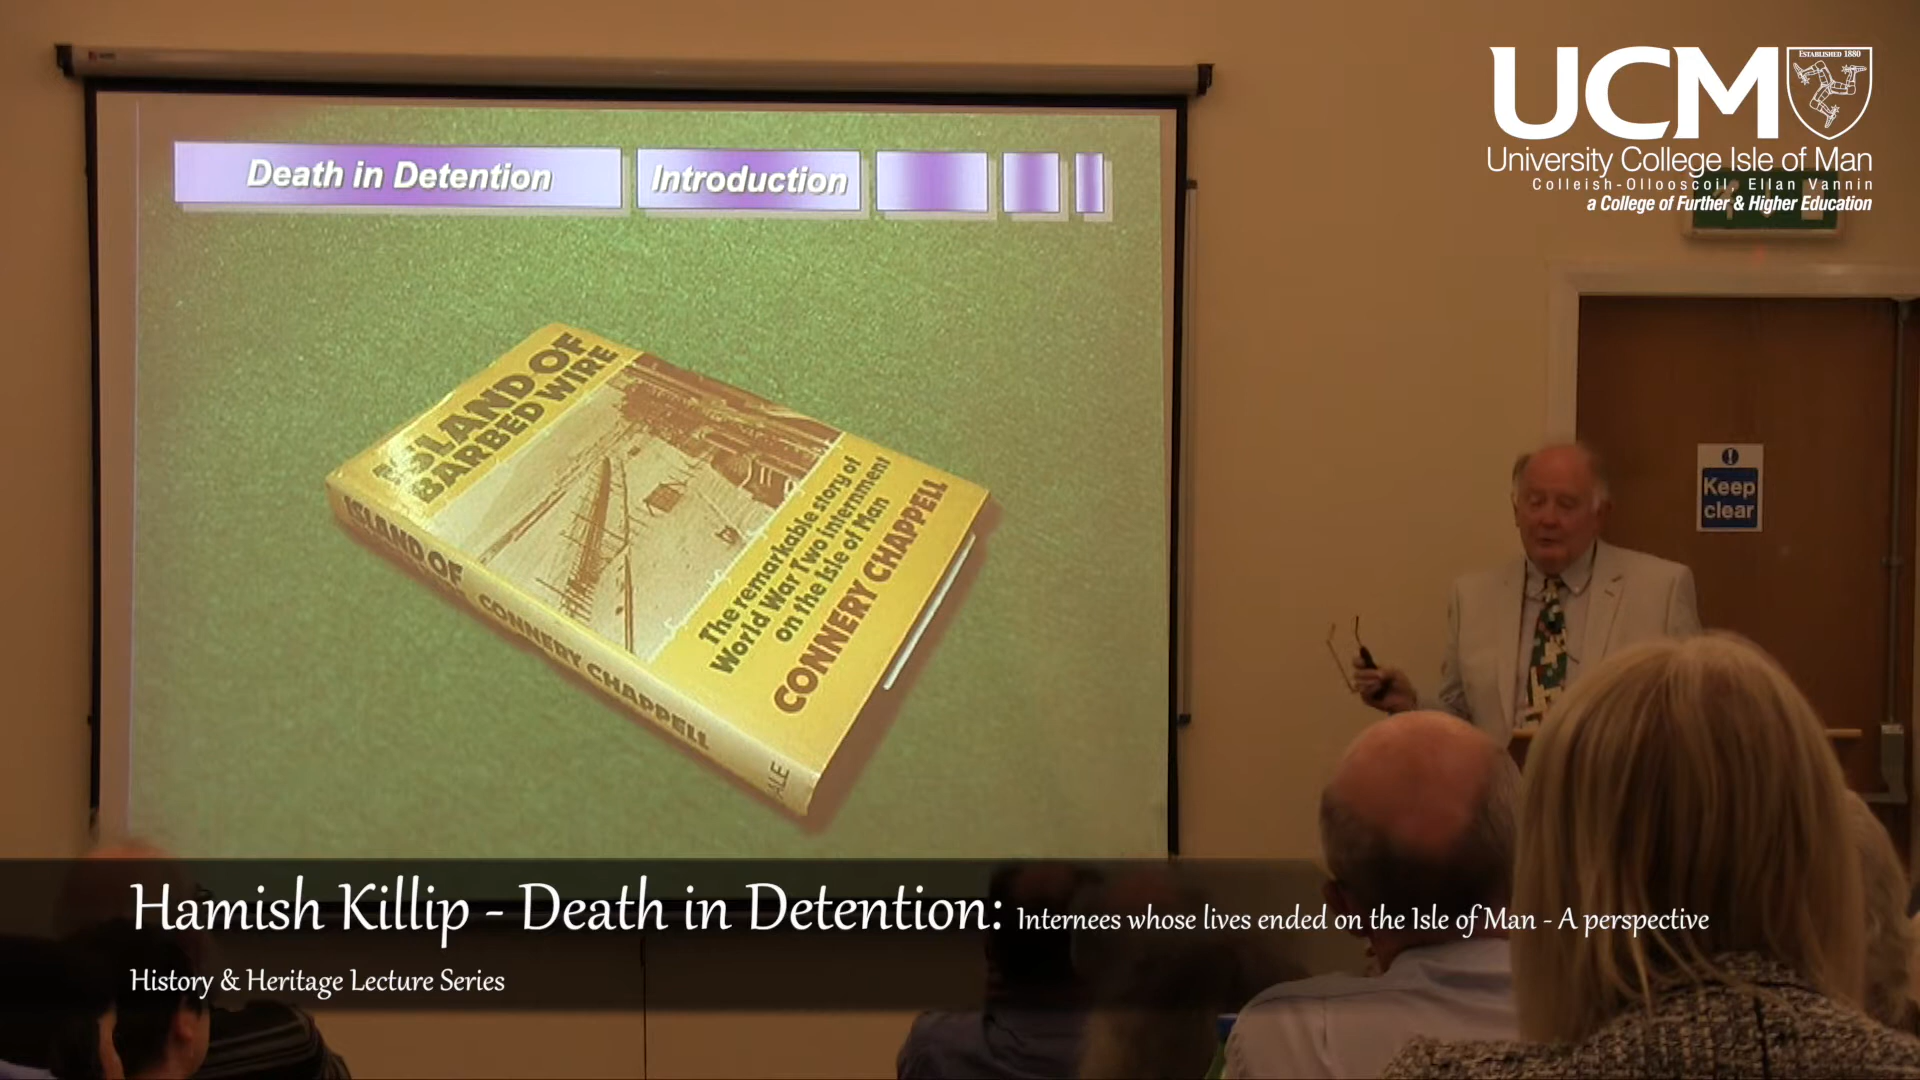 UCM
ESTABLISHED 1880
University College Isle of Man
Colleish-Ollooscoil, Ellan Vannin
a College of Further & Higher Education
Death in Detention
Introduction
ISLAND OF
BARBED WIRE
The remarkable story of
World War Two internment
on the Isle of Man
CONNERY CHAPPELL
ISLAND OF
CONNERY CHAPPELL
Keep
clear
Hamish Killip - Death in Detention: Internees whose lives ended on the Isle of Man - A perspective
History & Heritage Lecture Series